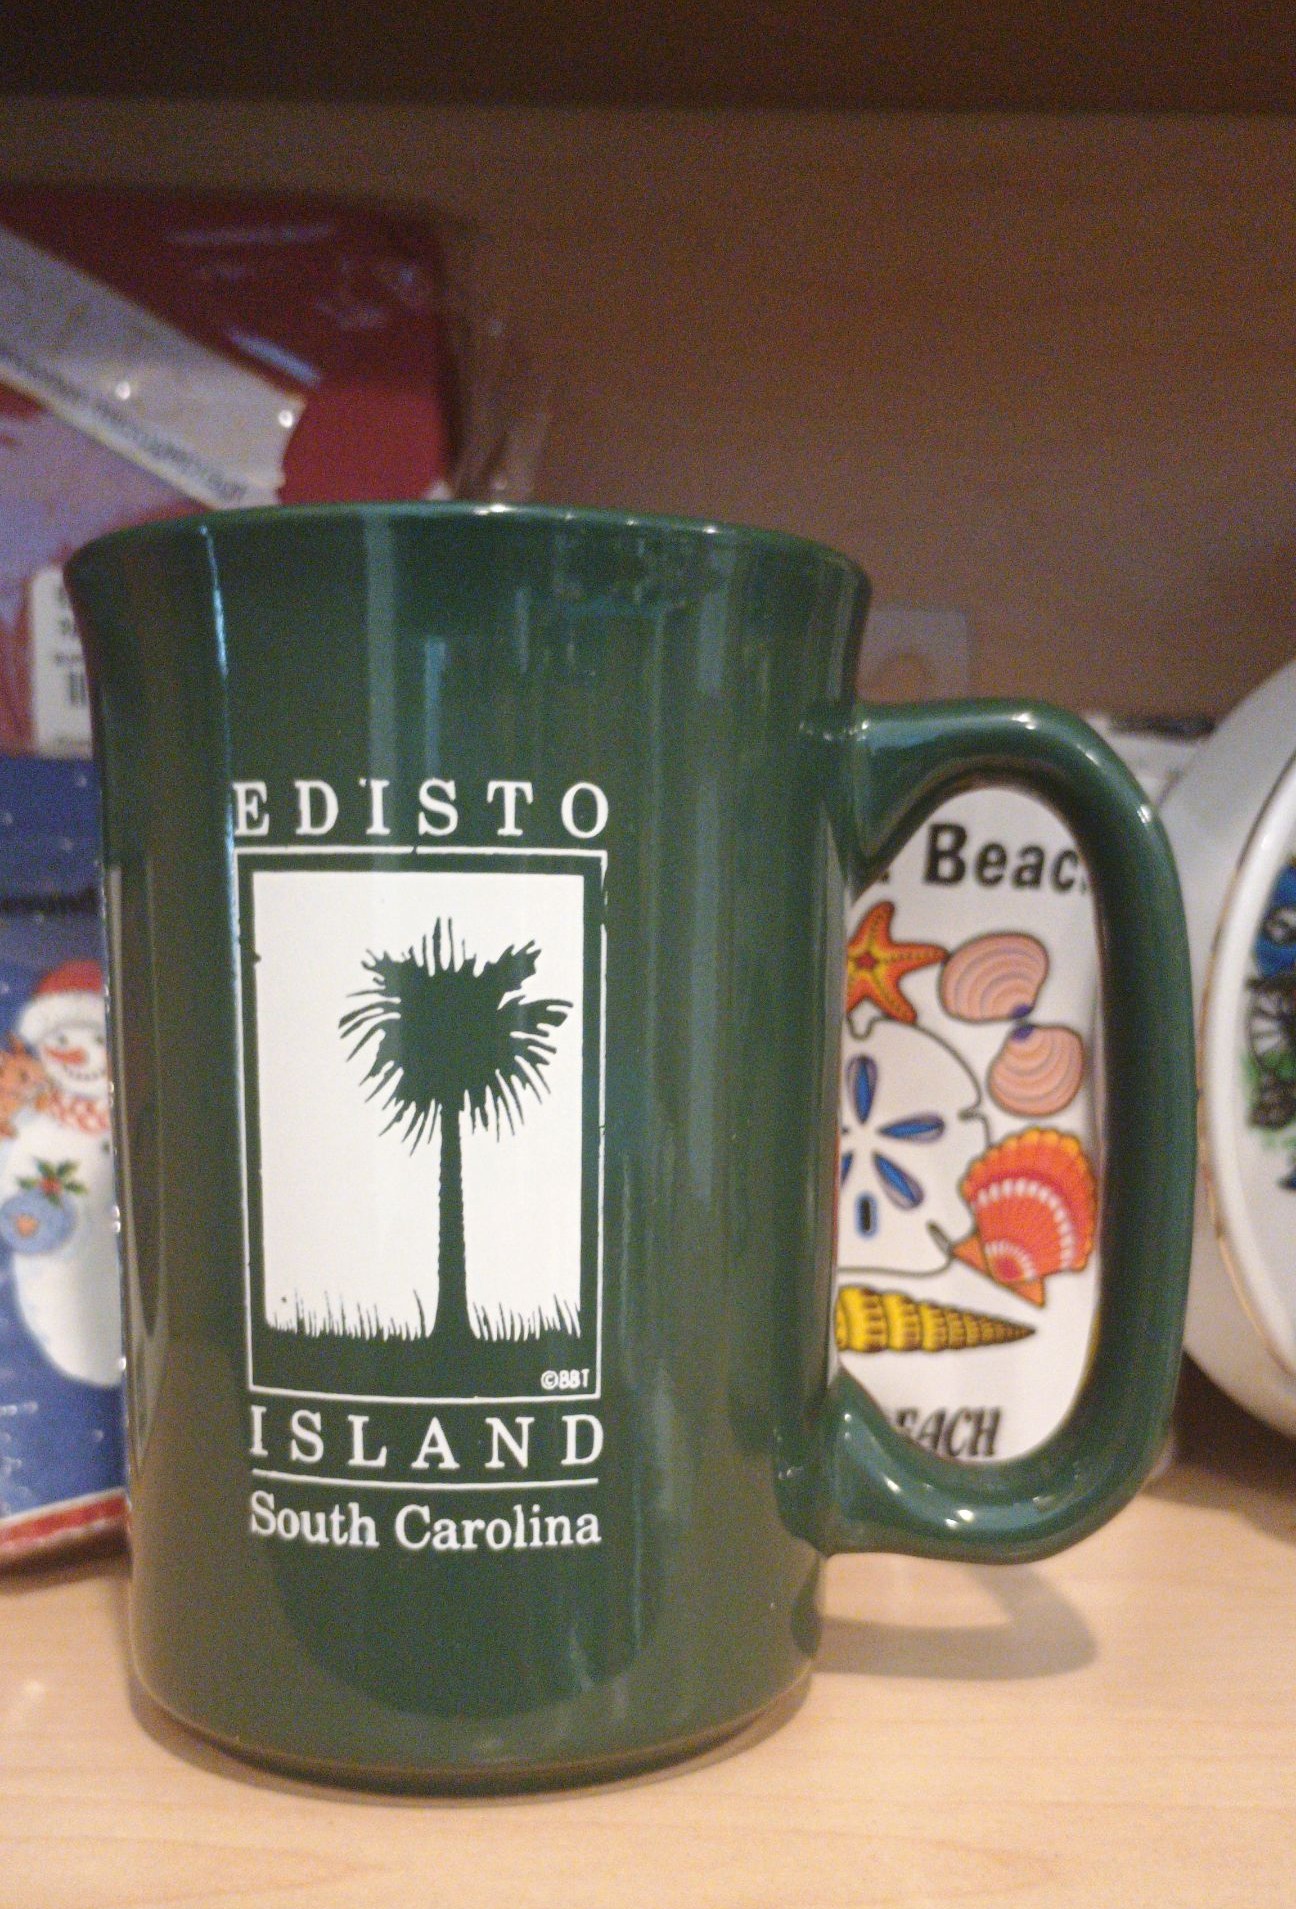 EDISTO
©BBT
ISLAND
South Carolina
Beac
EACH